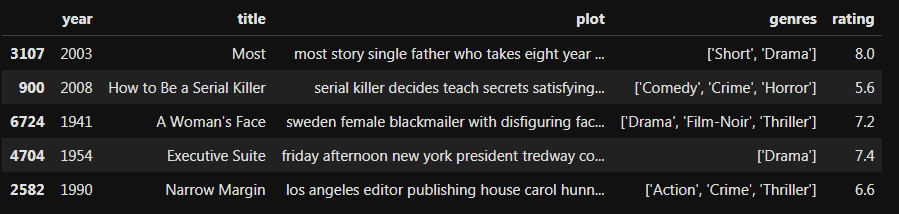 year title plot genres rating
3107 2003 Most most story single father who takes eight year ... ['Short', 'Drama'] 8.0
900 2008 How to Be a Serial Killer serial killer decides teach secrets satisfying... ['Comedy', 'Crime', 'Horror'] 5.6
6724 1941 A Woman's Face sweden female blackmailer with disfiguring fac... ['Drama', 'Film-Noir', 'Thriller'] 7.2
4704 1954 Executive Suite friday afternoon new york president tredway co... ['Drama'] 7.4
2582 1990 Narrow Margin los angeles editor publishing house carol hunn... ['Action', 'Crime', 'Thriller'] 6.6